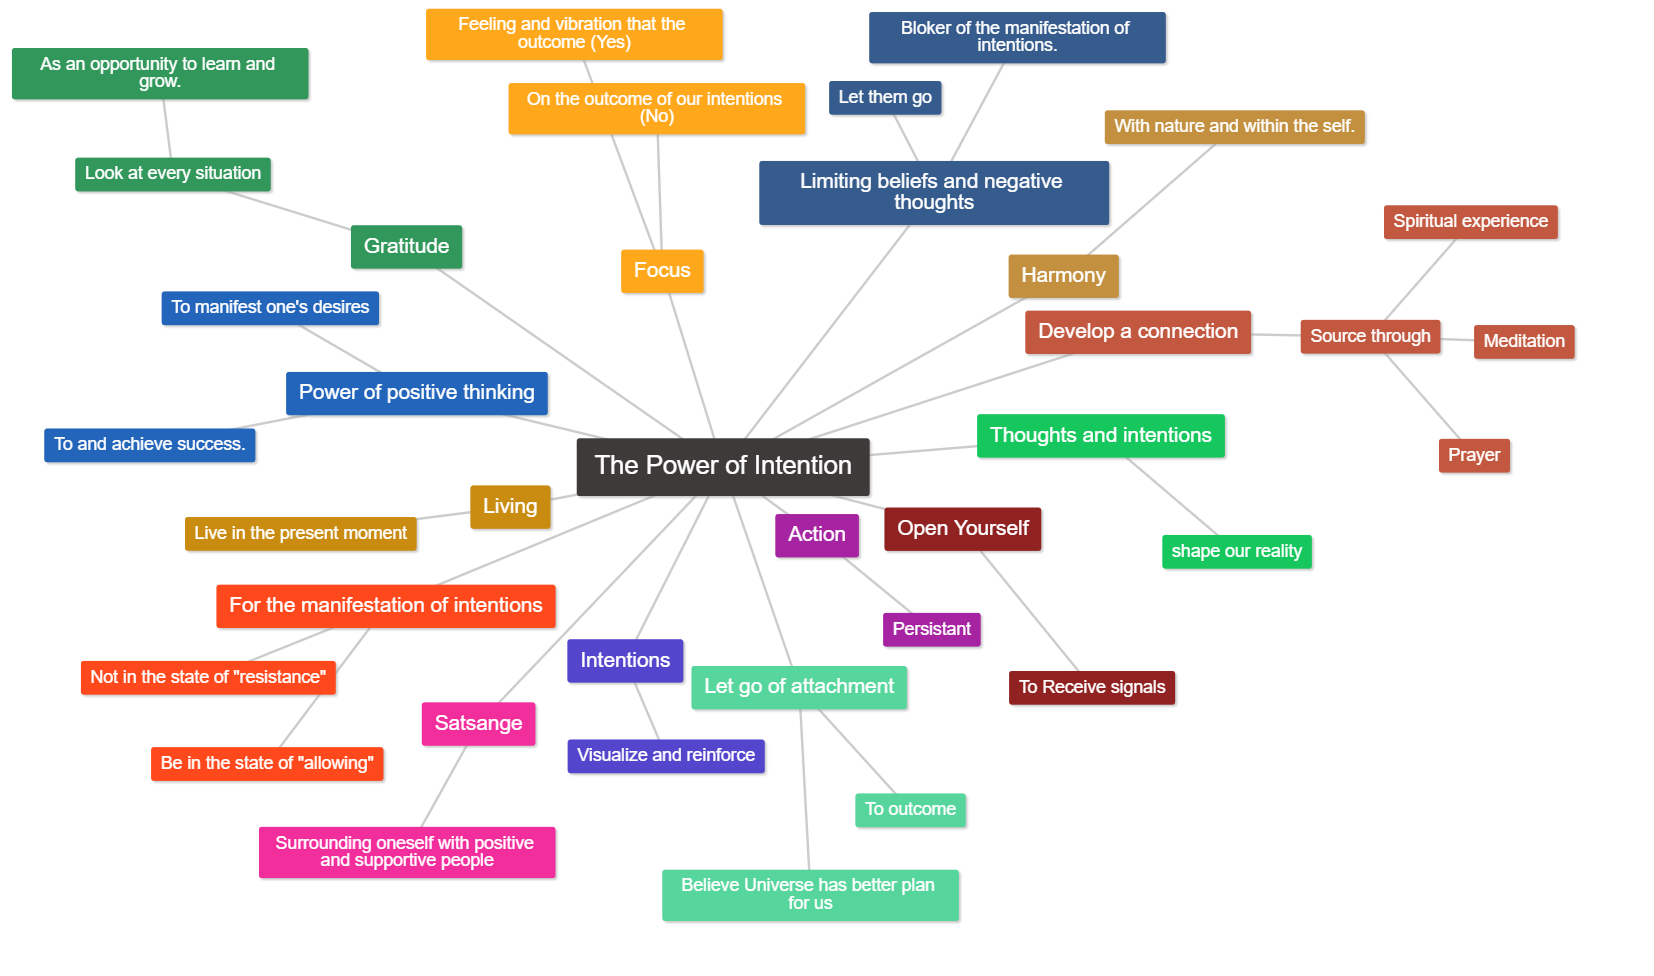 Feeling and vibration that the
outcome (Yes)
Bloker of the manifestation of
intentions.
As an opportunity to learn and
grow.
On the outcome of our intentions
(No)
Let them go
With nature and within the self.
Look at every situation
Limiting beliefs and negative
thoughts
Spiritual experience
Gratitude
Focus
Harmony
To manifest one's desires
Develop a connection
Source through
Meditation
Power of positive thinking
To and achieve success.
Thoughts and intentions
Prayer
The Power of Intention
Living
Live in the present moment
Action
Open Yourself
shape our reality
For the manifestation of intentions
Persistant
Not in the state of "resistance"
Intentions
Let go of attachment
To Receive signals
Satsange
Visualize and reinforce
Be in the state of "allowing"
To outcome
Surrounding oneself with positive
and supportive people
Believe Universe has better plan
for us